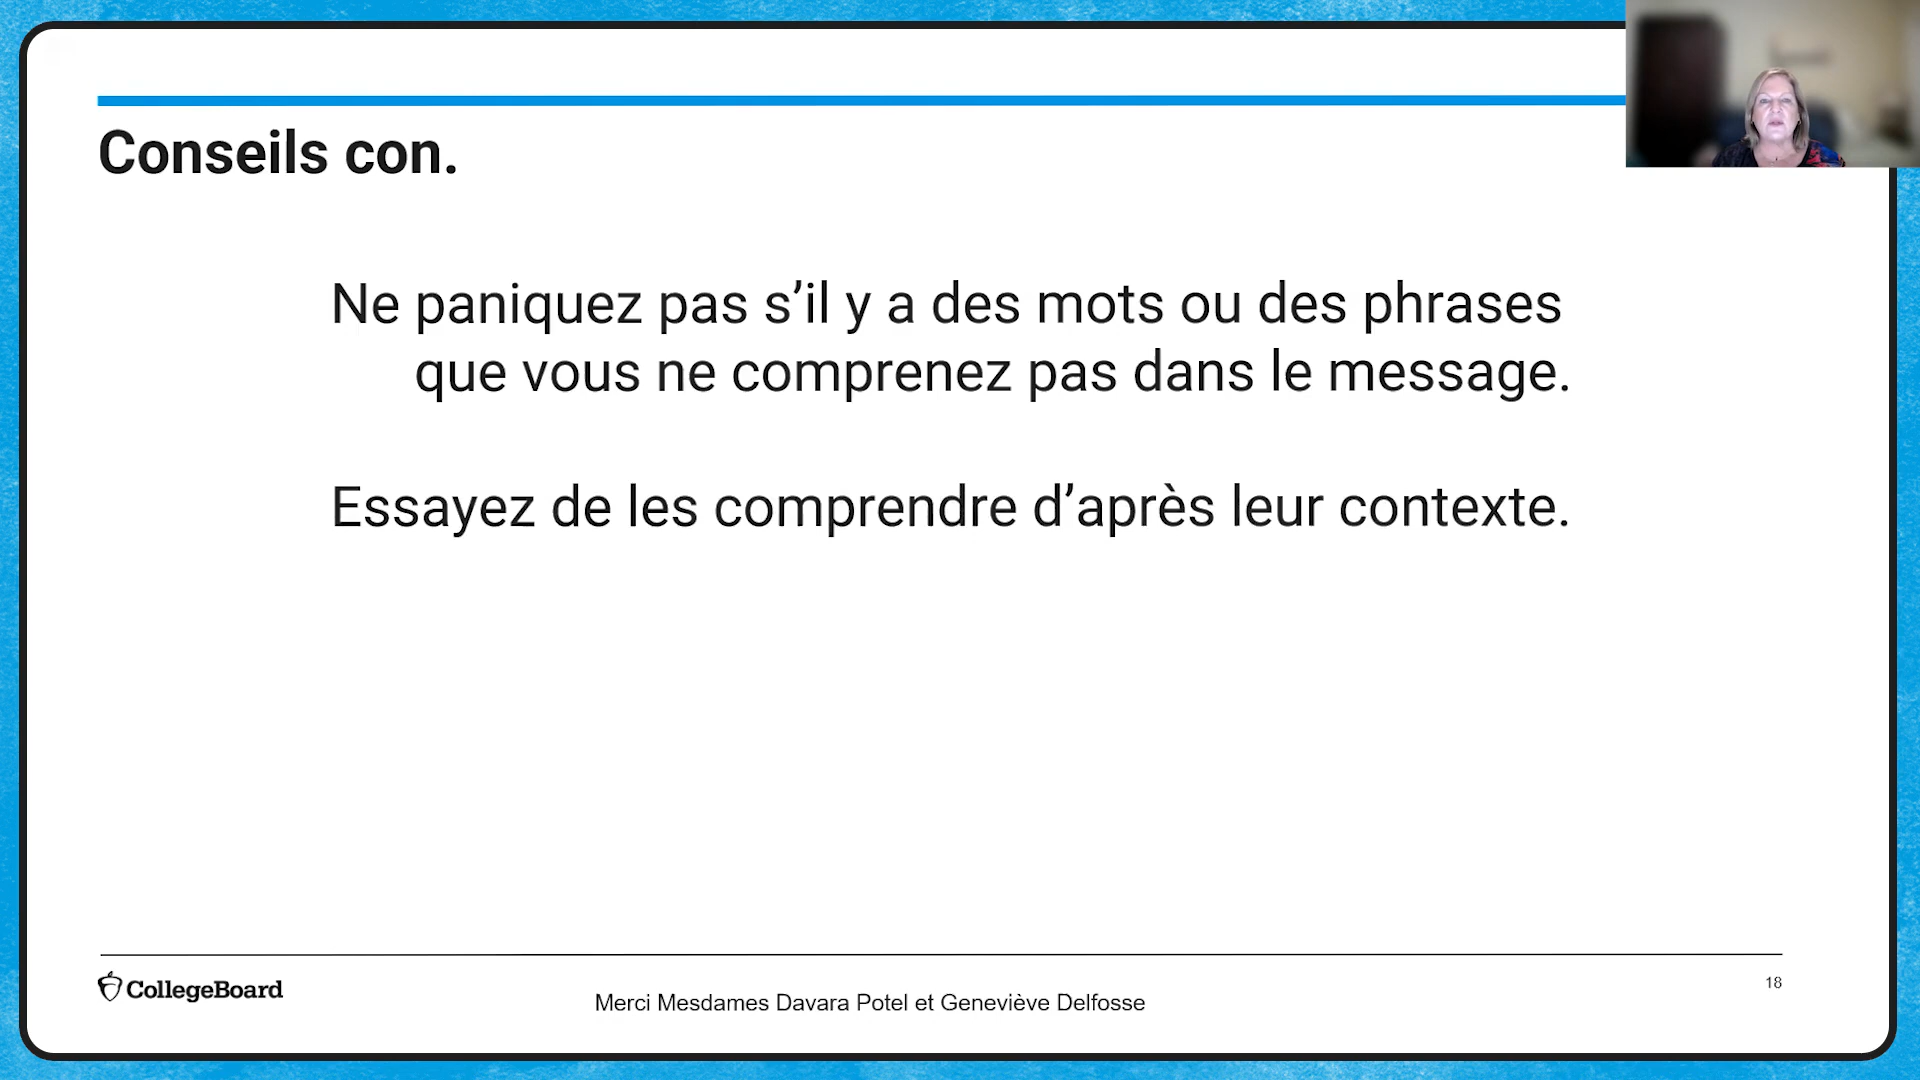 Conseils con.
Ne paniquez pas s’il y a des mots ou des phrases
que vous ne comprenez pas dans le message.
Essayez de les comprendre d’après leur contexte.
CollegeBoard
Merci Mesdames Davara Potel et Geneviève Delfosse
18